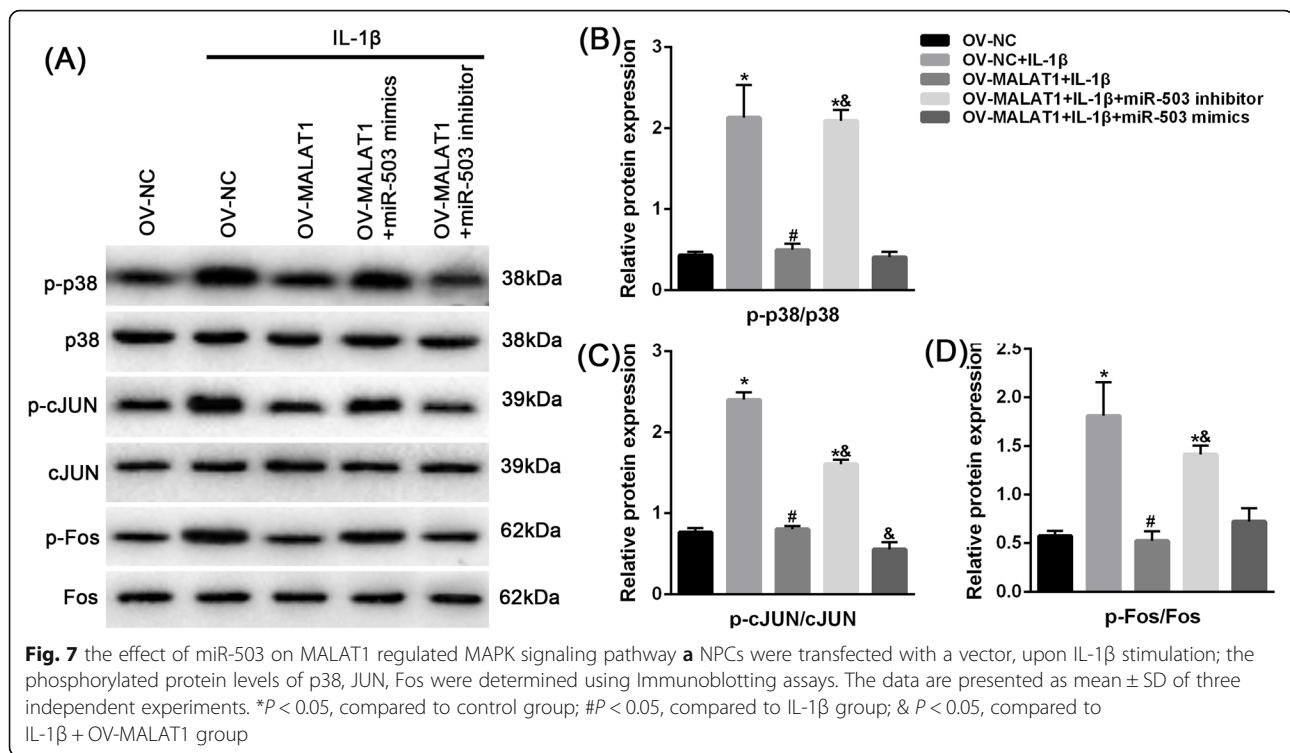 (A)
IL-1β
OV-NC
OV-NC
OV-MALAT1
OV-MALAT1
+miR-503 mimics
OV-MALAT1
+miR-503 inhibitor
p-p38
38kDa
p38
38kDa
p-cJUN
39kDa
cJUN
39kDa
p-Fos
62kDa
Fos
62kDa
(B)
Relative protein expression
3
2
1
0
*
#
*&
p-p38/p38
OV-NC
OV-NC+IL-1β
OV-MALAT1+IL-1β
OV-MALAT1+IL-1β+miR-503 inhibitor
OV-MALAT1+IL-1β+miR-503 mimics
(C)
Relative protein expression
3
2
1
0
*
#
*&
&
p-cJUN/cJUN
(D)
Relative protein expression
2.5
2.0
1.5
1.0
0.5
0.0
*
#
*&
p-Fos/Fos
Fig. 7 the effect of miR-503 on MALAT1 regulated MAPK signaling pathway a NPCs were transfected with a vector, upon IL-1β stimulation; the
phosphorylated protein levels of p38, JUN, Fos were determined using Immunoblotting assays. The data are presented as mean ± SD of three
independent experiments. *P < 0.05, compared to control group; #P < 0.05, compared to IL-1β group; & P < 0.05, compared to
IL-1β + OV-MALAT1 group